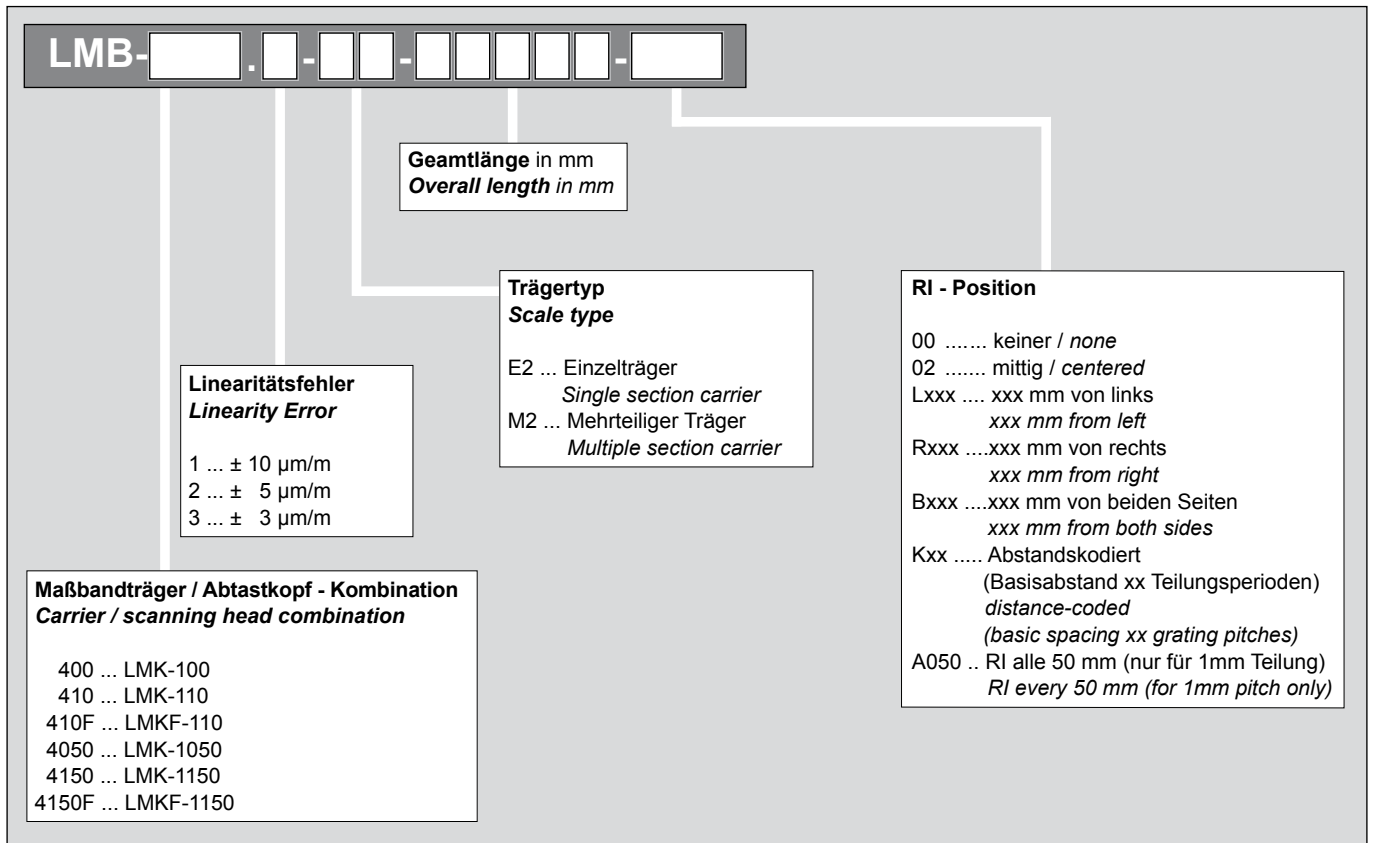 LMB- . - - -
Geamtlänge in mm
Overall length in mm
Trägertyp
Scale type
E2 ... Einzelträger
Single section carrier
M2 ... Mehrteiliger Träger
Multiple section carrier
RI - Position
00 ....... keiner / none
02 ....... mittig / centered
Lxxx .... xxx mm von links
xxx mm from left
Rxxx ....xxx mm von rechts
xxx mm from right
Bxxx ....xxx mm von beiden Seiten
xxx mm from both sides
Kxx ..... Abstandskodiert
(Basisabstand xx Teilungsperioden)
distance-coded
(basic spacing xx grating pitches)
A050 .. RI alle 50 mm (nur für 1mm Teilung)
RI every 50 mm (for 1mm pitch only)
Linearitätsfehler
Linearity Error
1 ... ± 10 µm/m
2 ... ± 5 µm/m
3 ... ± 3 µm/m
Maßbandträger / Abtastkopf - Kombination
Carrier / scanning head combination
400 ... LMK-100
410 ... LMK-110
410F ... LMKF-110
4050 ... LMK-1050
4150 ... LMK-1150
4150F ... LMKF-1150